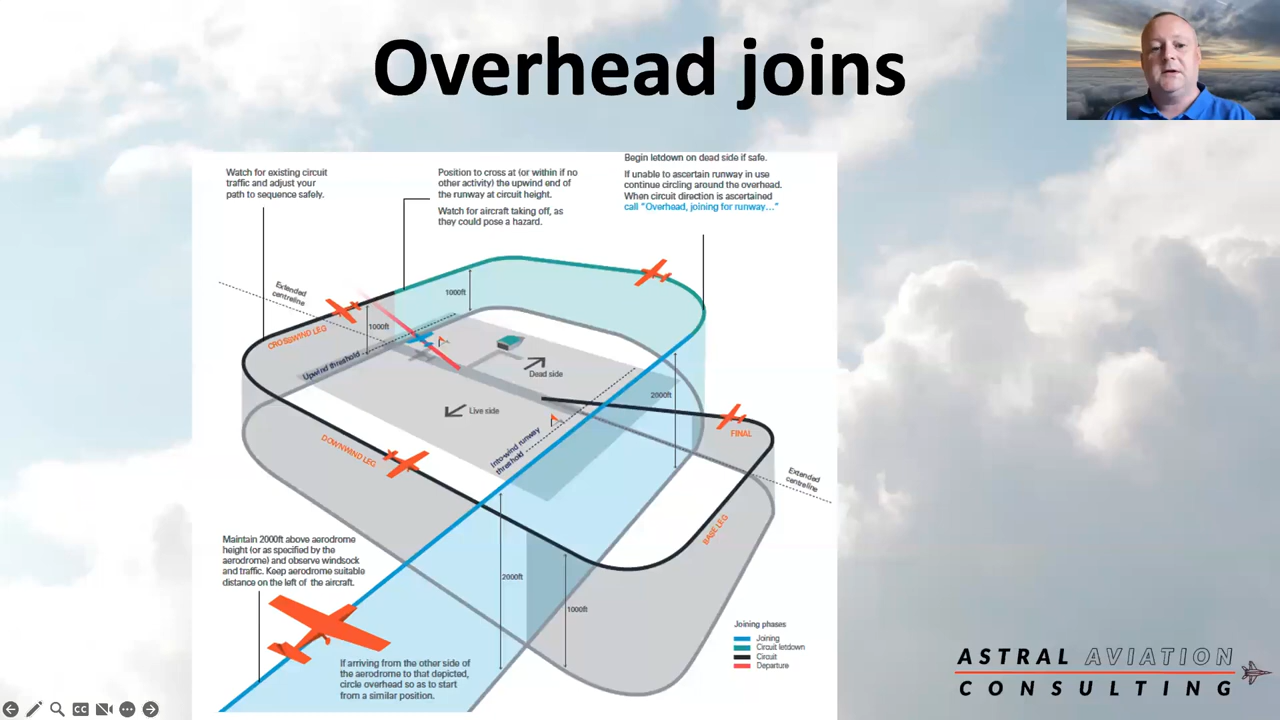 Overhead joins
Watch for existing circuit
traffic and adjust your
path to sequence safely.
Position to cross at (or within if no
other activity) the upwind end of
the runway at circuit height.
Watch for aircraft taking off, as
they could pose a hazard.
Begin letdown on dead side if safe.
If unable to ascertain runway in use
continue circling around the overhead.
When circuit direction is ascertained
call “Overhead, joining for runway...”
Extended
centreline
1000ft
1000ft
CROSSWIND LEG
Upwind threshold
Dead side
Live side
2000ft
Into-wind runway
threshold
FINAL
DOWNWIND LEG
Extended
centreline
BASE LEG
Maintain 2000ft above aerodrome
height (or as specified by the
aerodrome) and observe windsock
and traffic. Keep aerodrome suitable
distance on the left of the aircraft.
2000ft
1000ft
If arriving from the other side of
the aerodrome to that depicted,
circle overhead so as to start
from a similar position.
Joining phases
Joining
Circuit letdown
Circuit
Departure
ASTRAL AVIATION
CONSULTING
CC